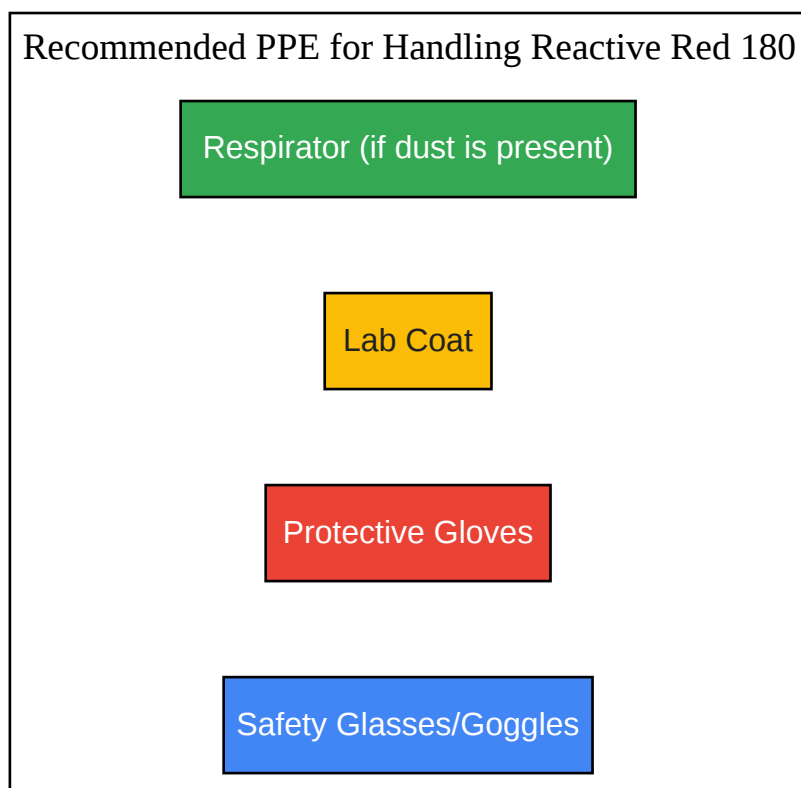 Recommended PPE for Handling Reactive Red 180
Respirator (if dust is present)
Lab Coat
Protective Gloves
Safety Glasses/Goggles